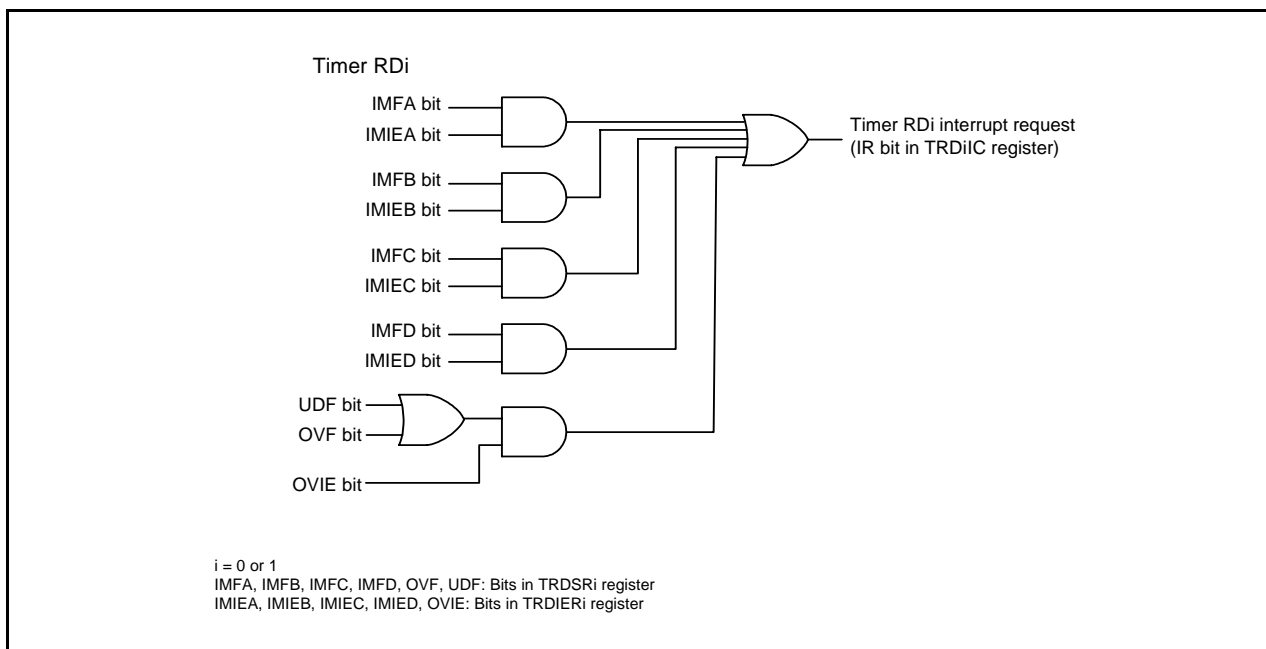 Timer RDi
IMFA bit
IMIEA bit
Timer RDi interrupt request
(IR bit in TRDiIC register)
IMFB bit
IMIEB bit
IMFC bit
IMIEC bit
IMFD bit
IMIED bit
UDF bit
OVF bit
OVIE bit
i = 0 or 1
IMFA, IMFB, IMFC, IMFD, OVF, UDF: Bits in TRDSRi register
IMIEA, IMIEB, IMIEC, IMIED, OVIE: Bits in TRDIERi register